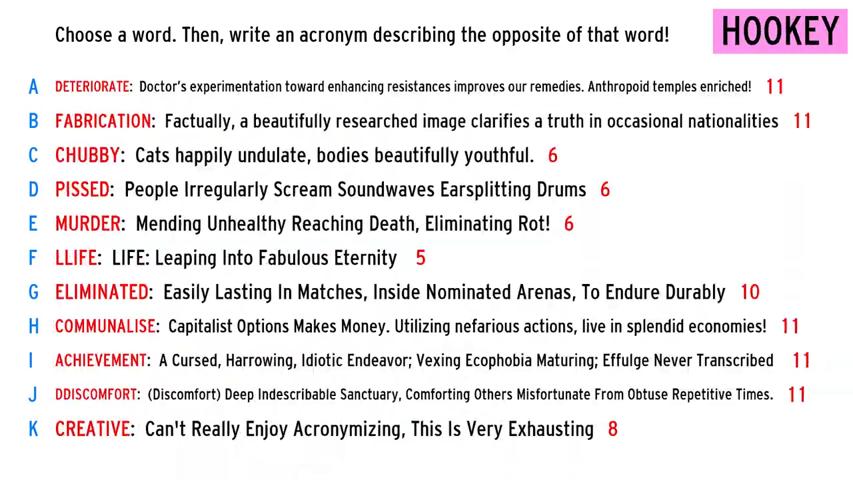 Choose a word. Then, write an acronym describing the opposite of that word!
HOOKEY
A DETERIORATE: Doctor's experimentation toward enhancing resistances improves our remedies. Anthropoid temples enriched! 11
B FABRICATION: Factually, a beautifully researched image clarifies a truth in occasional nationalities 11
C CHUBBY: Cats happily undulate, bodies beautifully youthful. 6
D PISSED: People Irregularly Scream Soundwaves Earsplitting Drums 6
E MURDER: Mending Unhealthy Reaching Death, Eliminating Rot! 6
F LLIFE: LIFE: Leaping Into Fabulous Eternity 5
G ELIMINATED: Easily Lasting In Matches, Inside Nominated Arenas, To Endure Durably 10
H COMMUNALISE: Capitalist Options Makes Money. Utilizing nefarious actions, live in splendid economies! 11
I ACHIEVEMENT: A Cursed, Harrowing, Idiotic Endeavor; Vexing Ecophobia Maturing; Effulge Never Transcribed 11
J DDISCOMFORT: (Discomfort) Deep Indescribable Sanctuary, Comforting Others Misfortunate From Obtuse Repetitive Times. 11
K CREATIVE: Can't Really Enjoy Acronymizing, This Is Very Exhausting 8